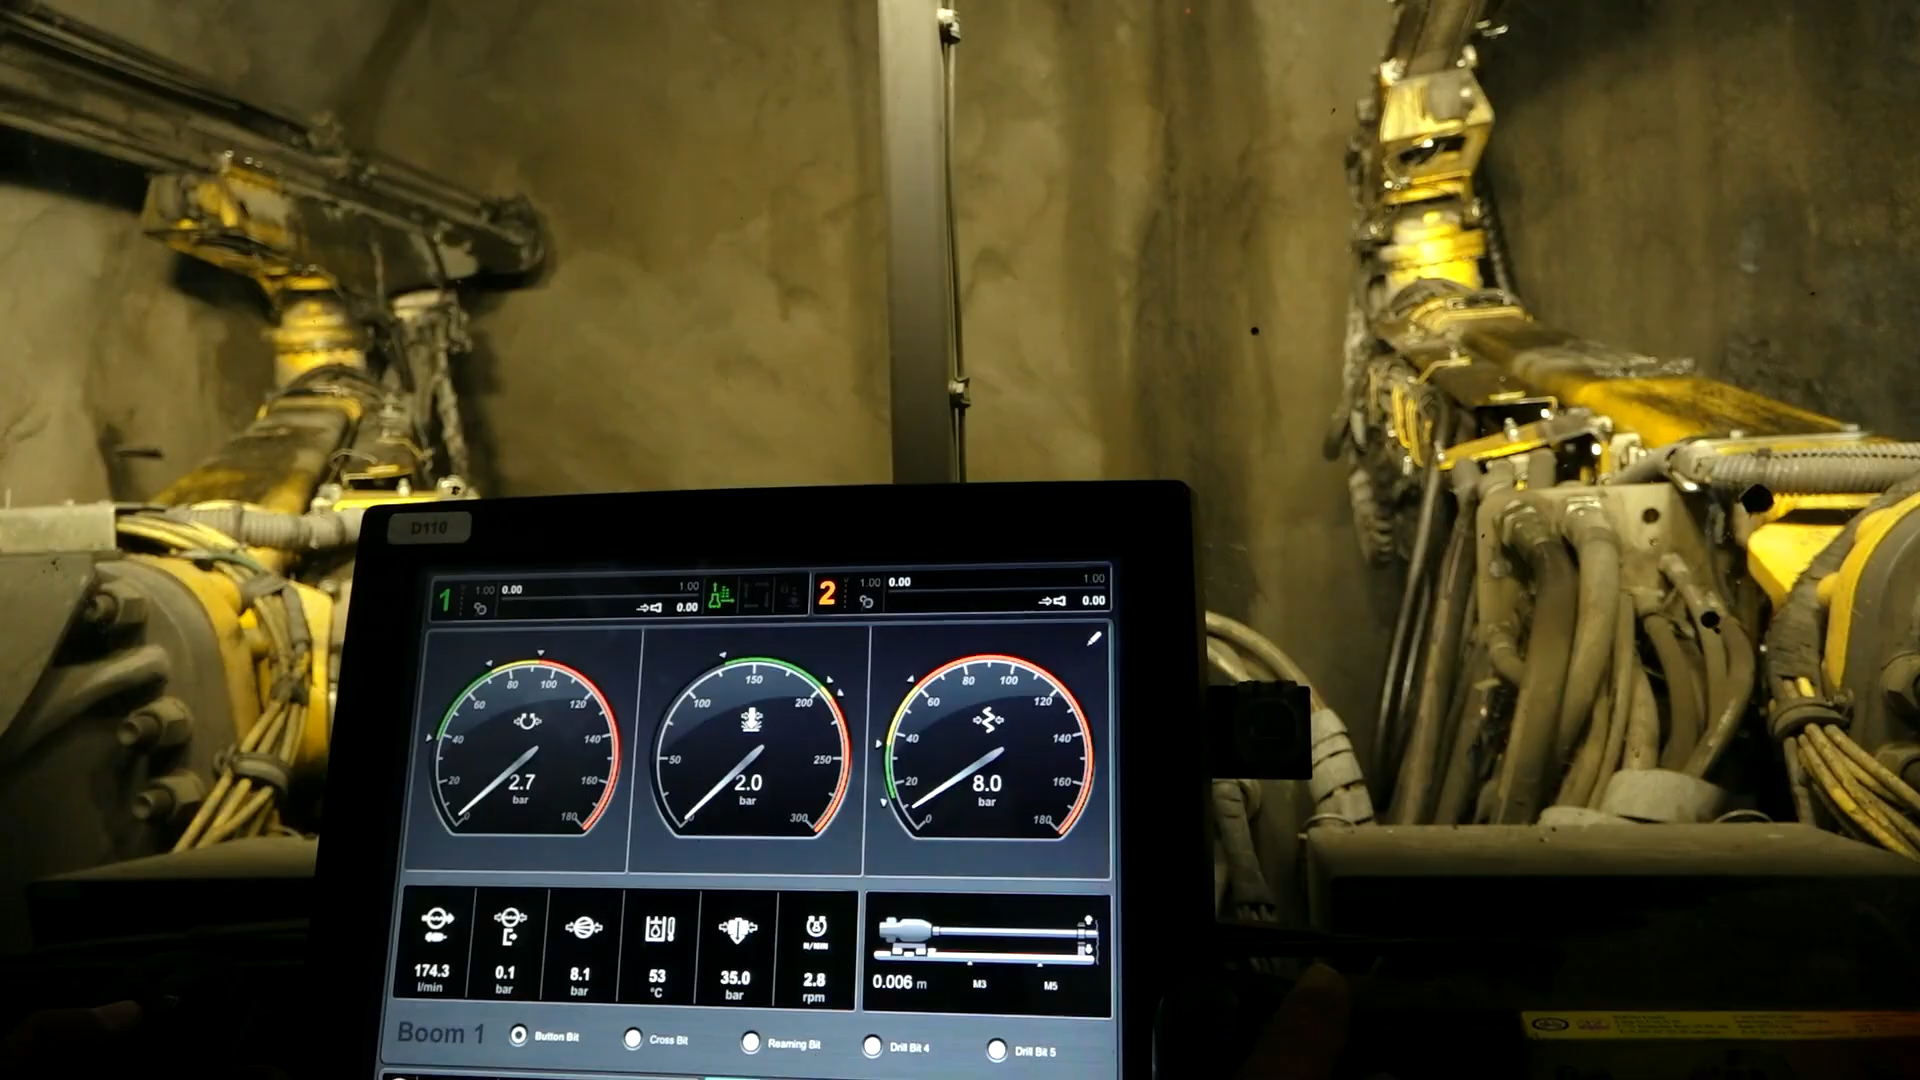 D110
1 1.00 0.00 1.00 2 1.00 0.00 1.00
0.00 0.00
0 20 40 60 80 100 120 140 160 180
2.7
bar
50 100 150 200 250 300
2.0
bar
0 20 40 60 80 100 120 140 160 180
8.0
bar
174.3 0.1 8.1 53 35.0 2.8
l/min bar bar °C bar rpm
0.006 m M3 M5
Boom 1 Button Bit Cross Bit Reaming Bit Drill Bit 4 Drill Bit 5